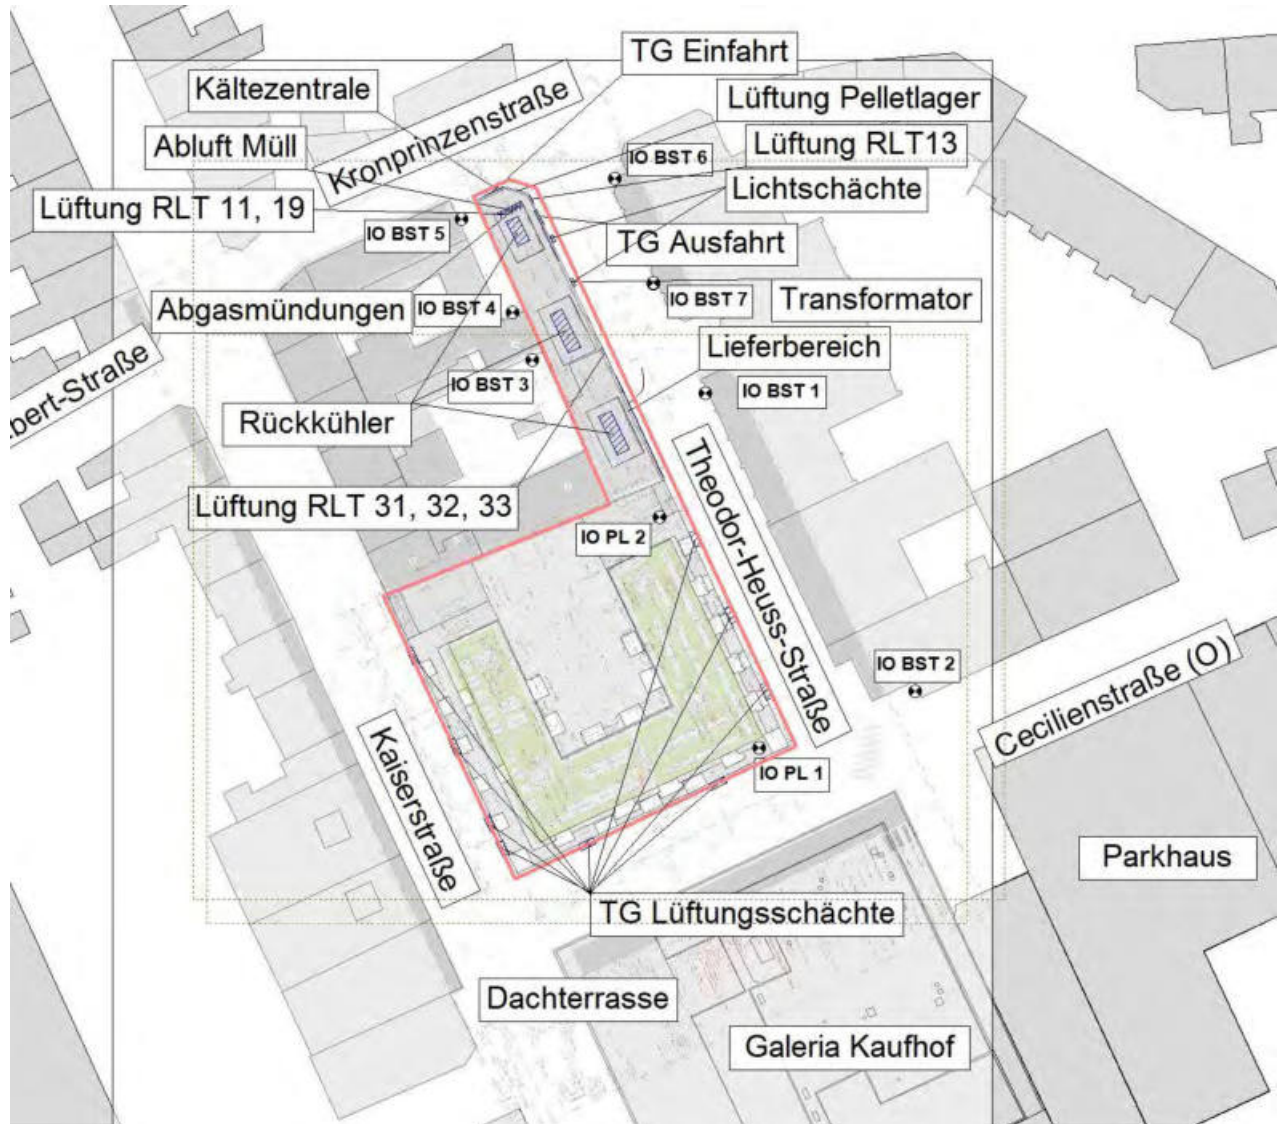 TG Einfahrt
Kältezentrale
Lüftung Pelletlager
Kronprinzenstraße
Abluft Müll
IO BST 6
Lüftung RLT13
Lichtschächte
Lüftung RLT 11, 19
IO BST 5
TG Ausfahrt
IO BST 7
Transformator
Abgasmündungen
IO BST 4
Lieferbereich
bert-Straße
IO BST 3
IO BST 1
Rückkühler
Lüftung RLT 31, 32, 33
IO PL 2
Theodor-Heuss-Straße
IO BST 2
Cecilienstraße (O)
Kaiserstraße
IO PL 1
Parkhaus
TG Lüftungsschächte
Dachterrasse
Galeria Kaufhof